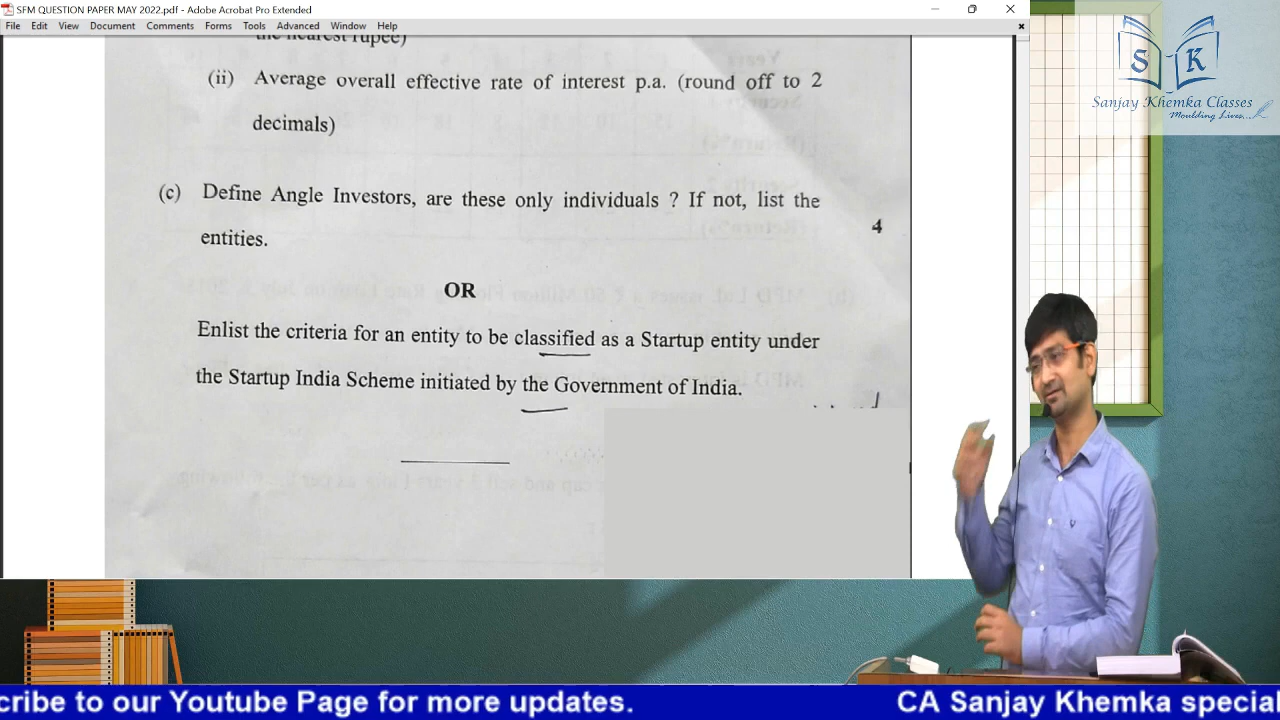 SFM QUESTION PAPER MAY 2022.pdf - Adobe Acrobat Pro Extended
File Edit View Document Comments Forms Tools Advanced Window Help
the nearest rupee)
(ii) Average overall effective rate of interest p.a. (round off to 2
decimals)
(c) Define Angle Investors, are these only individuals ? If not, list the
entities.
4
OR
Enlist the criteria for an entity to be classified as a Startup entity under
the Startup India Scheme initiated by the Government of India.
S K
Sanjay Khemka Classes
Moulding Lives...
cribe to our Youtube Page for more updates. CA Sanjay Khemka special